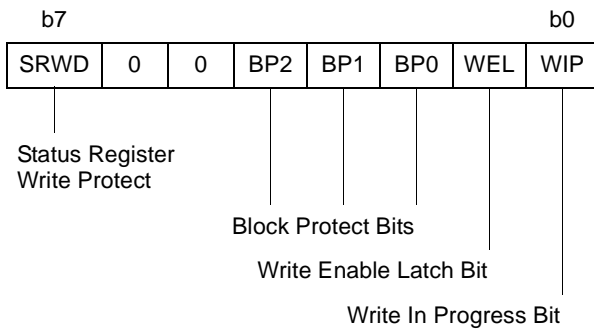 b7 b0
SRWD 0 0 BP2 BP1 BP0 WEL WIP
Status Register
Write Protect
Block Protect Bits
Write Enable Latch Bit
Write In Progress Bit